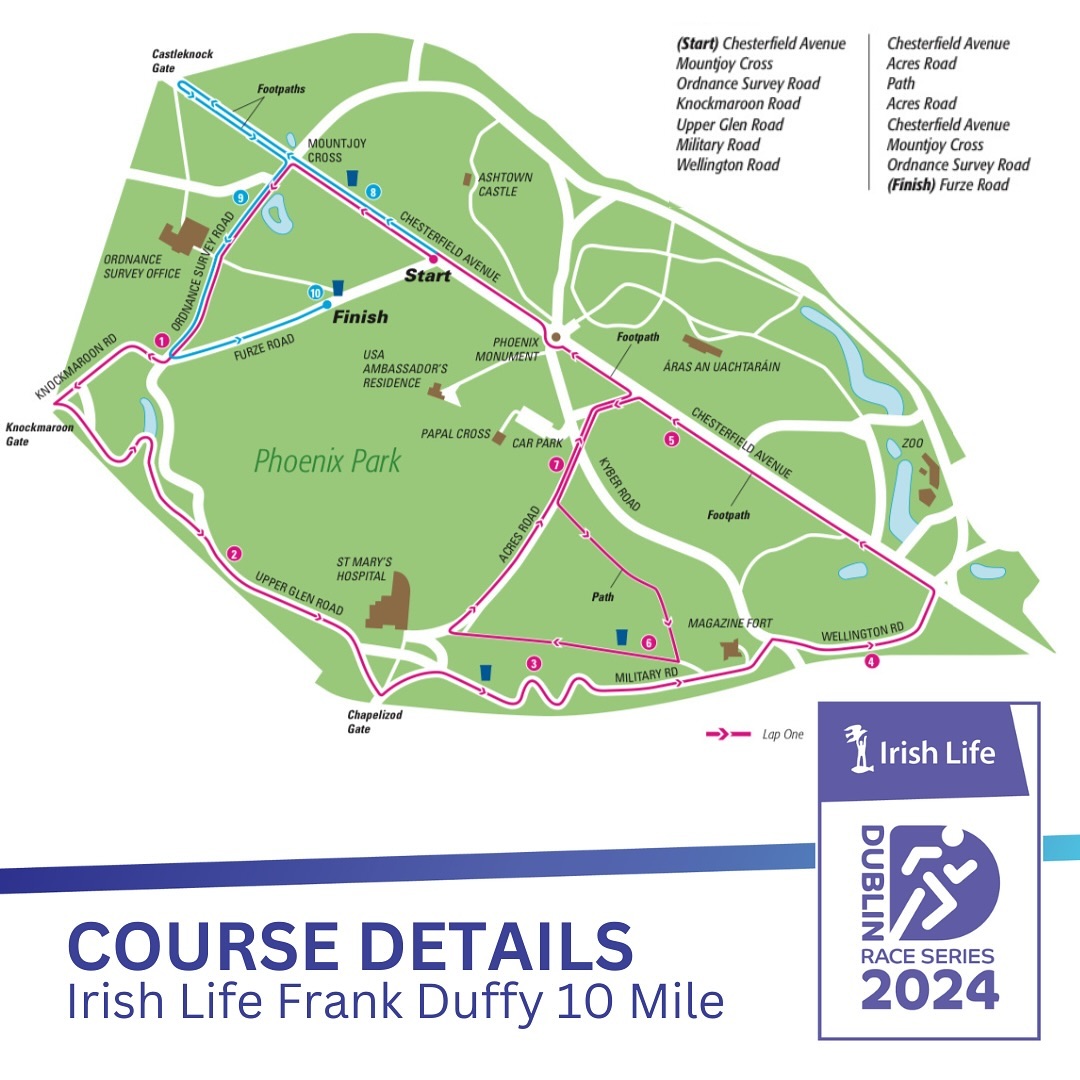 Castleknock
Gate
Footpaths
(Start) Chesterfield Avenue
Mountjoy Cross
Ordnance Survey Road
Knockmaroon Road
Upper Glen Road
Military Road
Wellington Road
Chesterfield Avenue
Acres Road
Path
Acres Road
Chesterfield Avenue
Mountjoy Cross
Ordnance Survey Road
(Finish) Furze Road
MOUNTJOY
CROSS
8
9
ASHTOWN
CASTLE
CHESTERFIELD AVENUE
ORDNANCE SURVEY ROAD
ORDNANCE
SURVEY OFFICE
Start
10
Finish
1
FURZE ROAD
KNOCKMAROON RD
Knockmaroon
Gate
PHOENIX
MONUMENT
Footpath
ÁRAS AN UACHTARÁIN
USA
AMBASSADOR'S
RESIDENCE
PAPAL CROSS
CAR PARK
5
CHESTERFIELD AVENUE
ZOO
Phoenix Park
7
KYBER ROAD
Footpath
ACRES ROAD
2
UPPER GLEN ROAD
ST MARY'S
HOSPITAL
Path
MAGAZINE FORT
6
WELLINGTON RD
4
3
MILITARY RD
Chapelizod
Gate
Lap One
Irish Life
DUBLIN
RACE SERIES
2024
COURSE DETAILS
Irish Life Frank Duffy 10 Mile